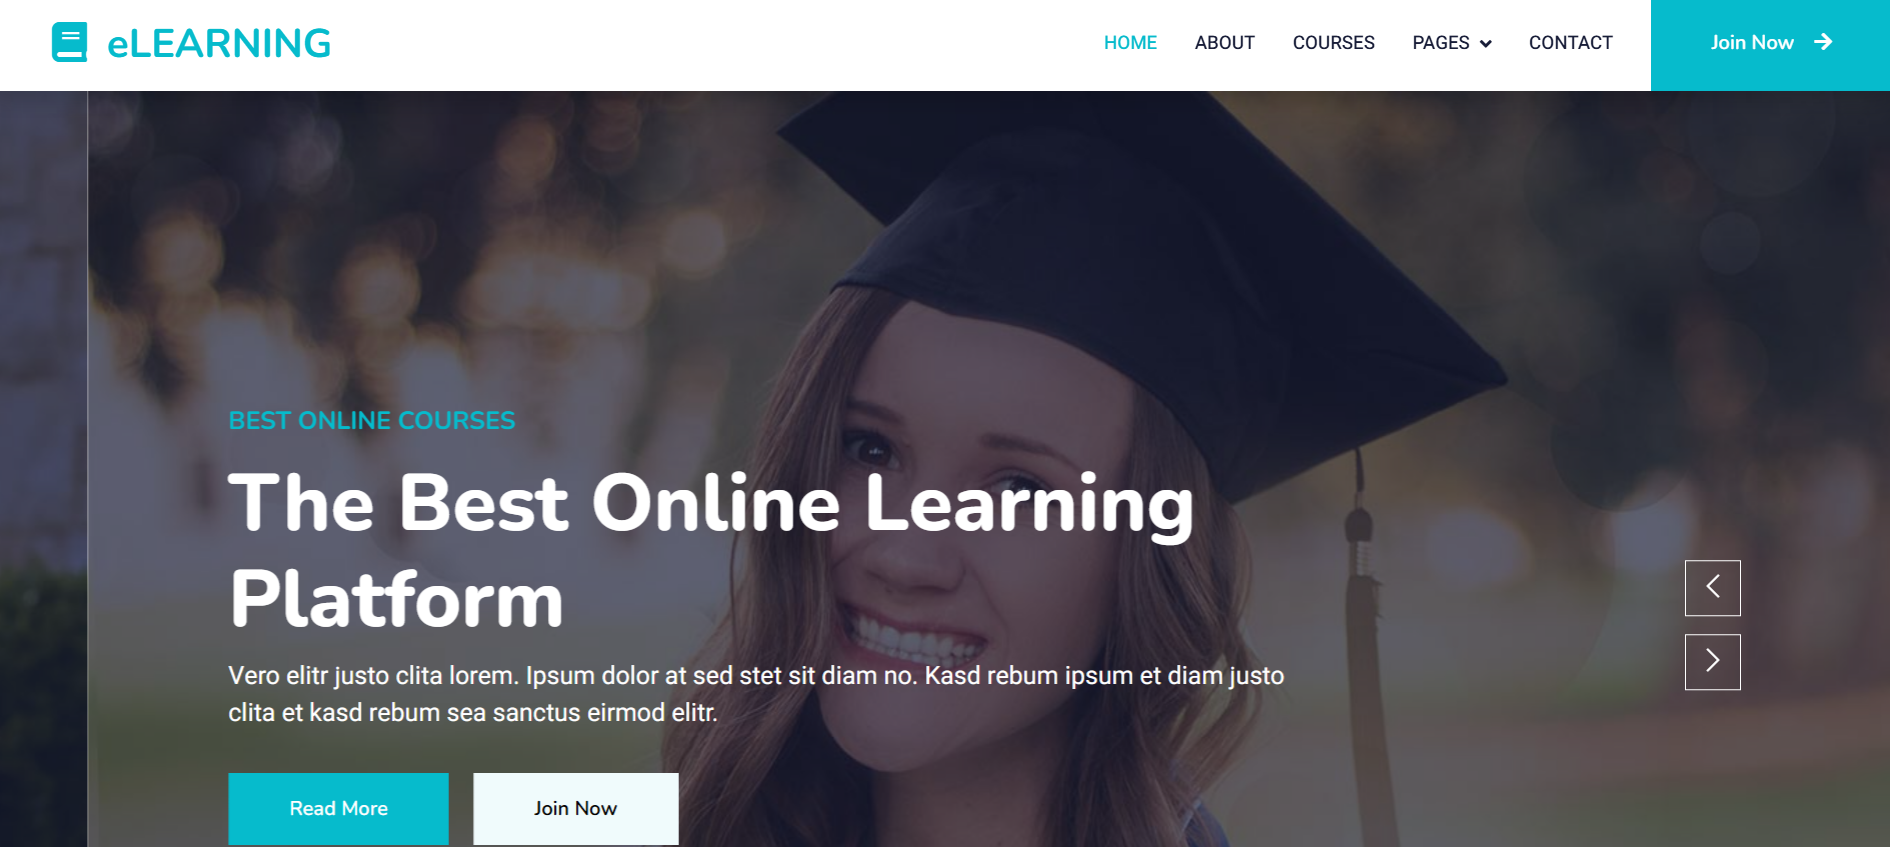 eLEARNING
HOME ABOUT COURSES PAGES CONTACT Join Now
BEST ONLINE COURSES
The Best Online Learning
Platform
Vero elitr justo clita lorem. Ipsum dolor at sed stet sit diam no. Kasd rebum ipsum et diam justo
clita et kasd rebum sea sanctus eirmod elitr.
Read More Join Now